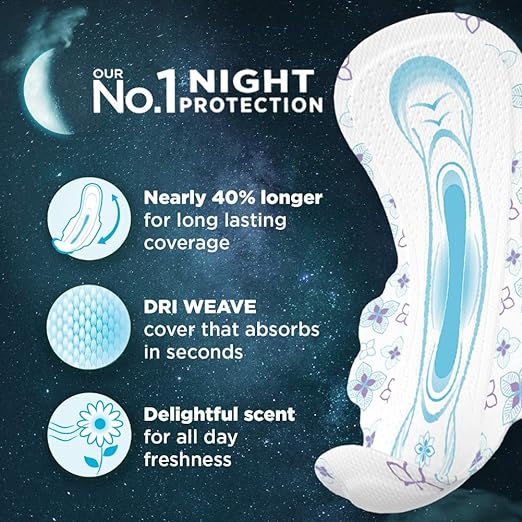 OUR
No.1 NIGHT
PROTECTION
Nearly 40% longer
for long lasting
coverage
DRI WEAVE
cover that absorbs
in seconds
Delightful scent
for all day
freshness